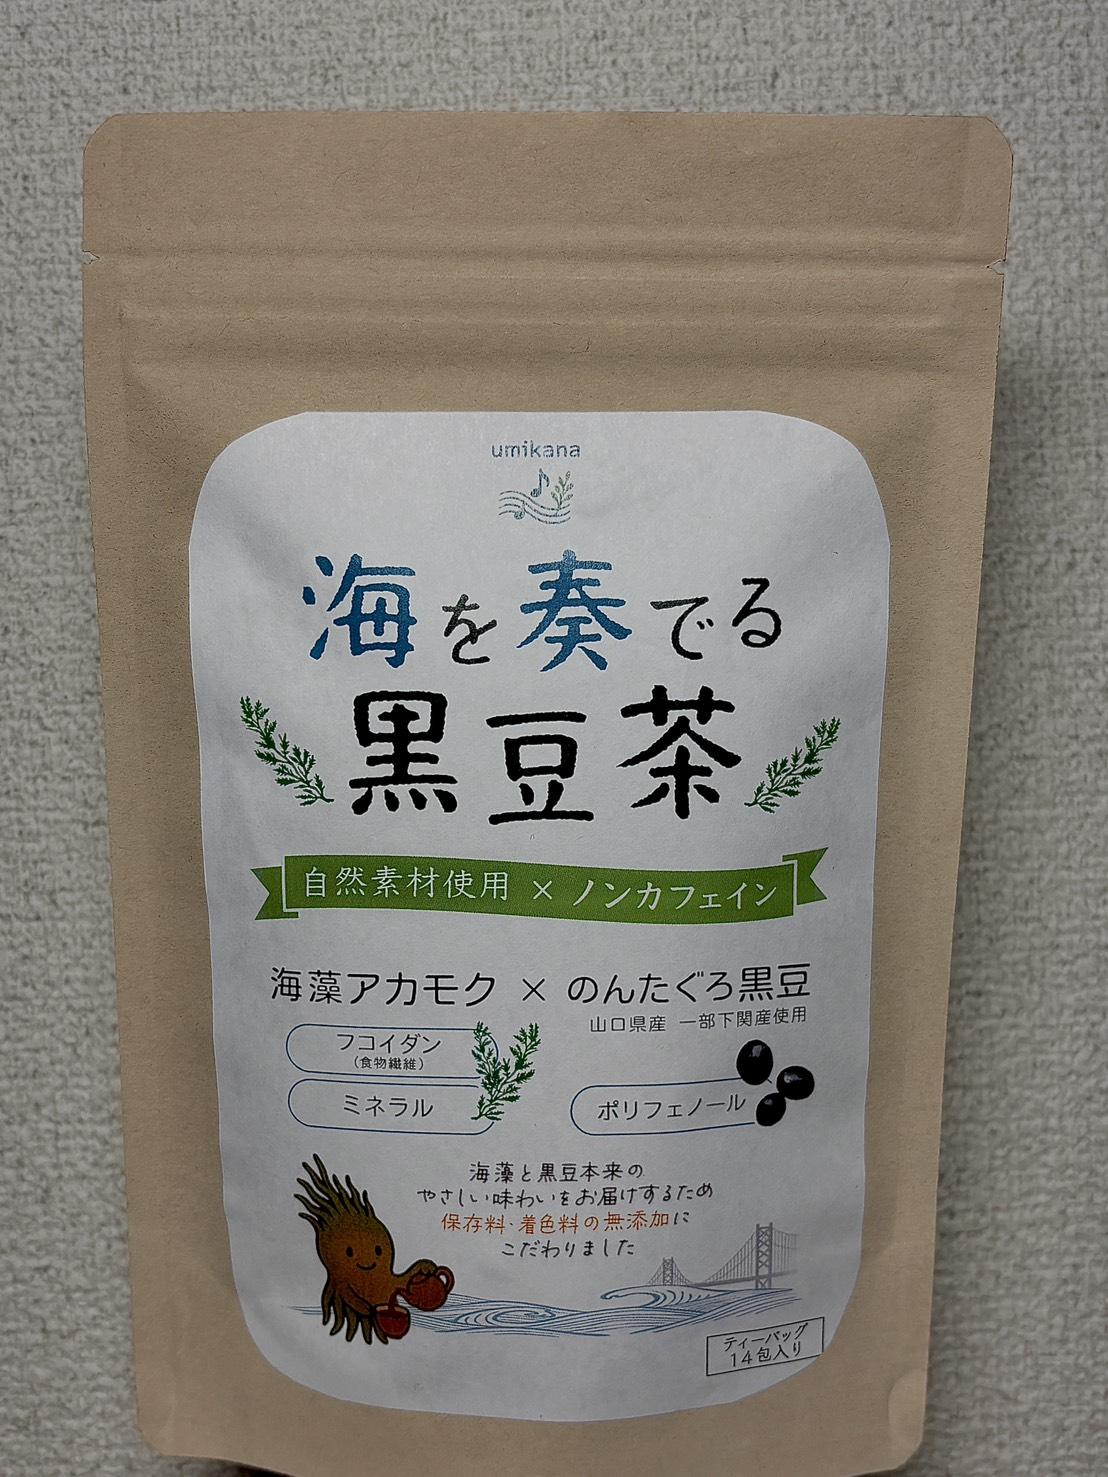 umikana
海を奏でる
黒豆茶
自然素材使用 × ノンカフェイン
海藻アカモク × のんたぐろ黒豆
山口県産 一部下関産使用
フコイダン
(食物繊維)
ミネラル
ポリフェノール
海藻と黒豆本来の
やさしい味わいをお届けするため
保存料・着色料の無添加に
こだわりました
ティーバッグ
14包入り